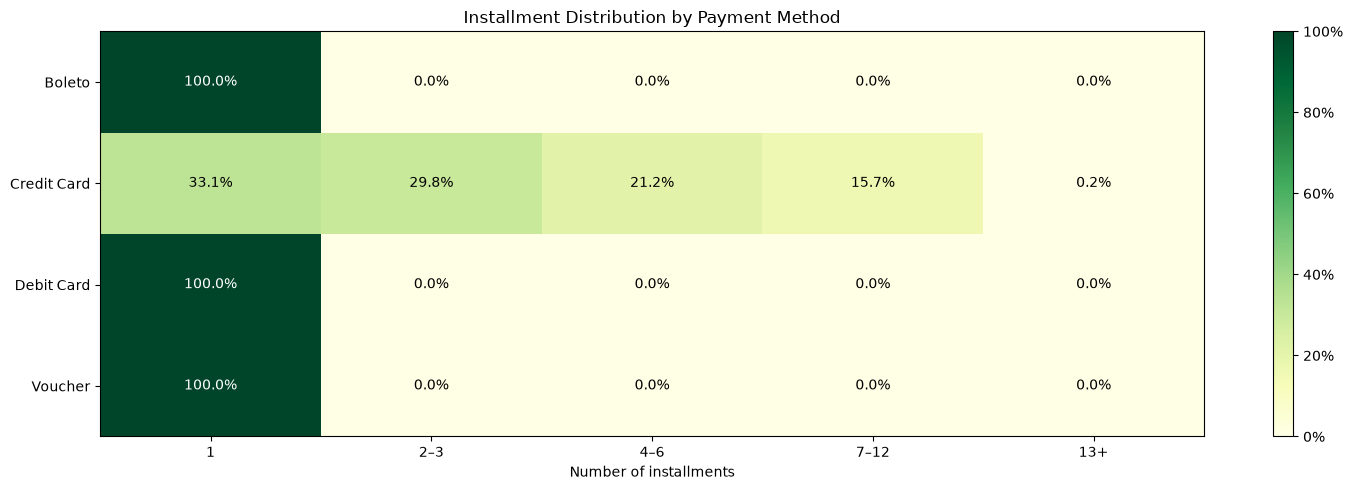 Installment Distribution by Payment Method
Boleto 100.0% 0.0% 0.0% 0.0% 0.0%
Credit Card 33.1% 29.8% 21.2% 15.7% 0.2%
Debit Card 100.0% 0.0% 0.0% 0.0% 0.0%
Voucher 100.0% 0.0% 0.0% 0.0% 0.0%
1 2–3 4–6 7–12 13+
Number of installments
100%
80%
60%
40%
20%
0%